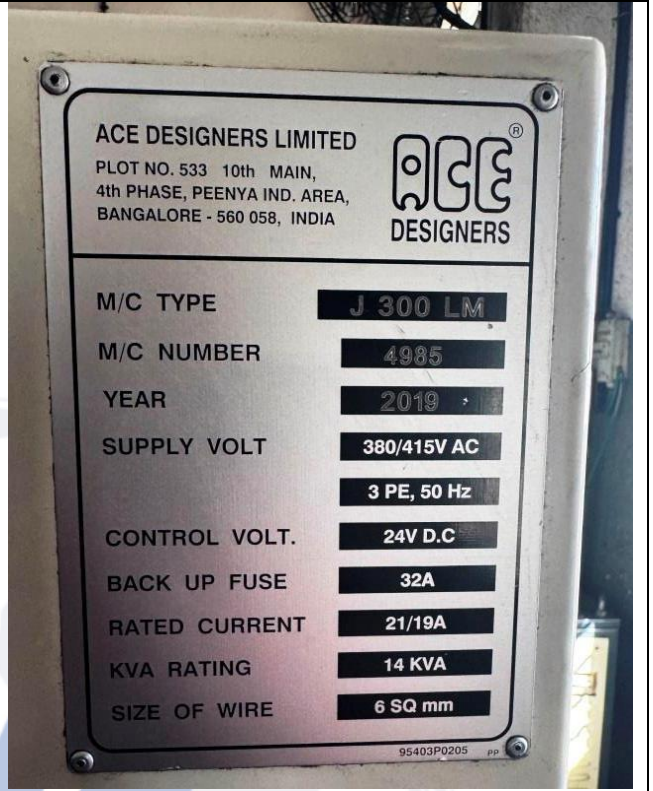 ACE DESIGNERS LIMITED
PLOT NO. 533 10th MAIN,
4th PHASE, PEENYA IND. AREA,
BANGALORE - 560 058, INDIA
ACE ®
DESIGNERS
M/C TYPE J 300 LM
M/C NUMBER 4985
YEAR 2019
SUPPLY VOLT 380/415V AC
3 PE, 50 Hz
CONTROL VOLT. 24V D.C
BACK UP FUSE 32A
RATED CURRENT 21/19A
KVA RATING 14 KVA
SIZE OF WIRE 6 SQ mm
95403P0205 PP